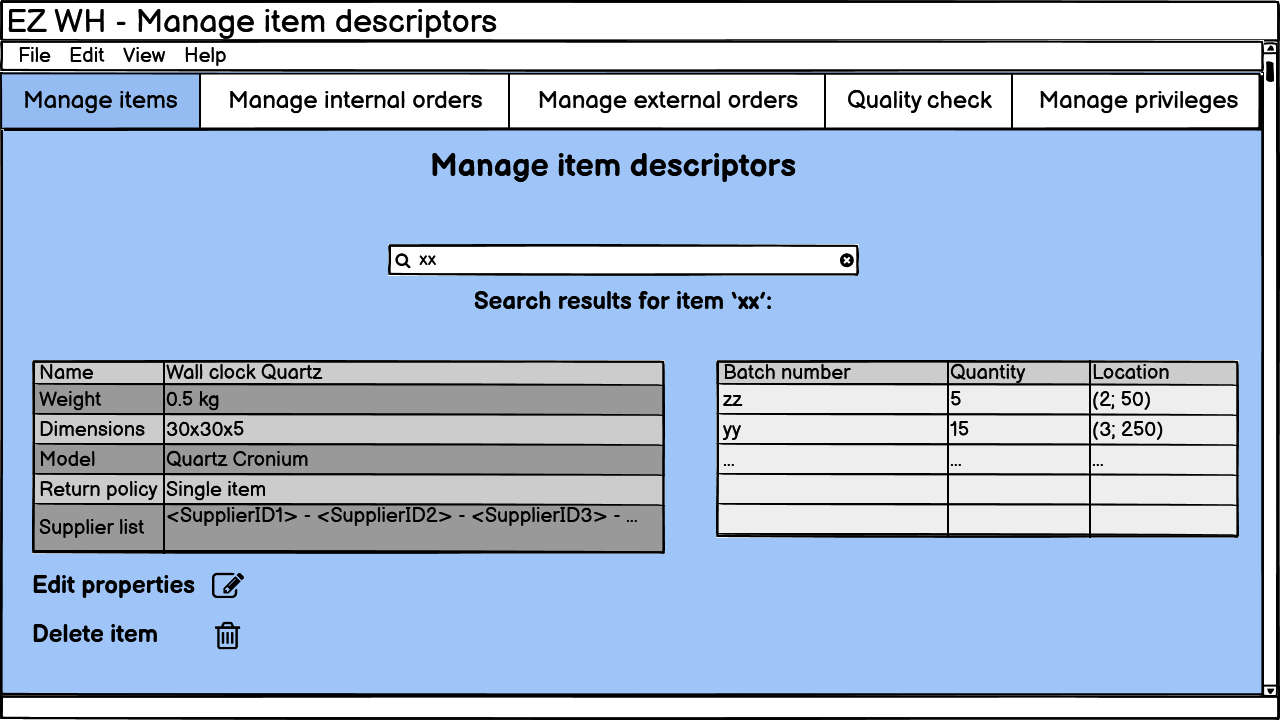 EZ WH - Manage item descriptors
File Edit View Help
Manage items Manage internal orders Manage external orders Quality check Manage privileges
Manage item descriptors
xx
Search results for item ‘xx’:
Name Wall clock Quartz
Weight 0.5 kg
Dimensions 30x30x5
Model Quartz Cronium
Return policy Single item
Supplier list <SupplierID1> - <SupplierID2> - <SupplierID3> - ...
Batch number Quantity Location
zz 5 (2; 50)
yy 15 (3; 250)
... ... ...
Edit properties
Delete item